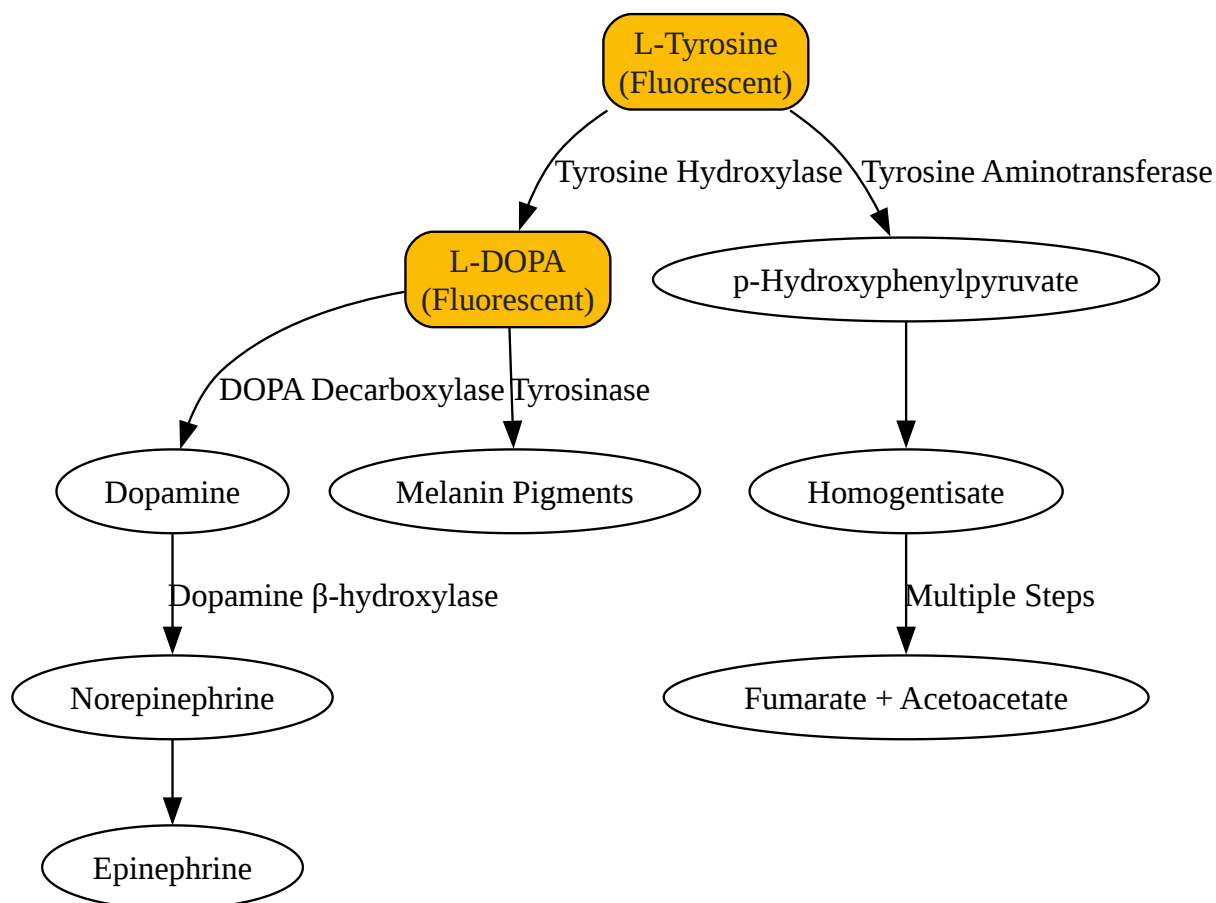 L-Tyrosine
(Fluorescent)
Tyrosine Hydroxylase
Tyrosine Aminotransferase
L-DOPA
(Fluorescent)
p-Hydroxyphenylpyruvate
DOPA Decarboxylase
Tyrosinase
Dopamine
Melanin Pigments
Homogentisate
Dopamine β-hydroxylase
Multiple Steps
Norepinephrine
Fumarate + Acetoacetate
Epinephrine